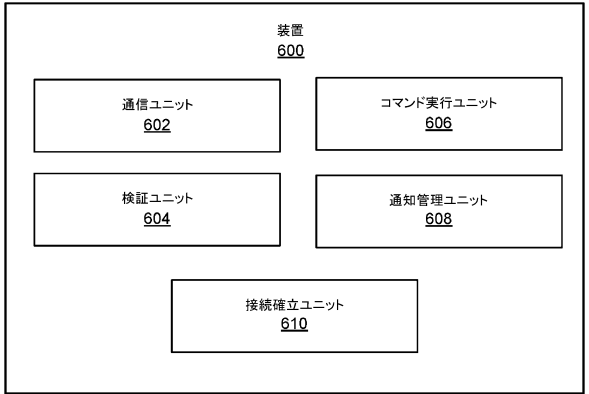 装置
600
通信ユニット
602
コマンド実行ユニット
606
検証ユニット
604
通知管理ユニット
608
接続確立ユニット
610